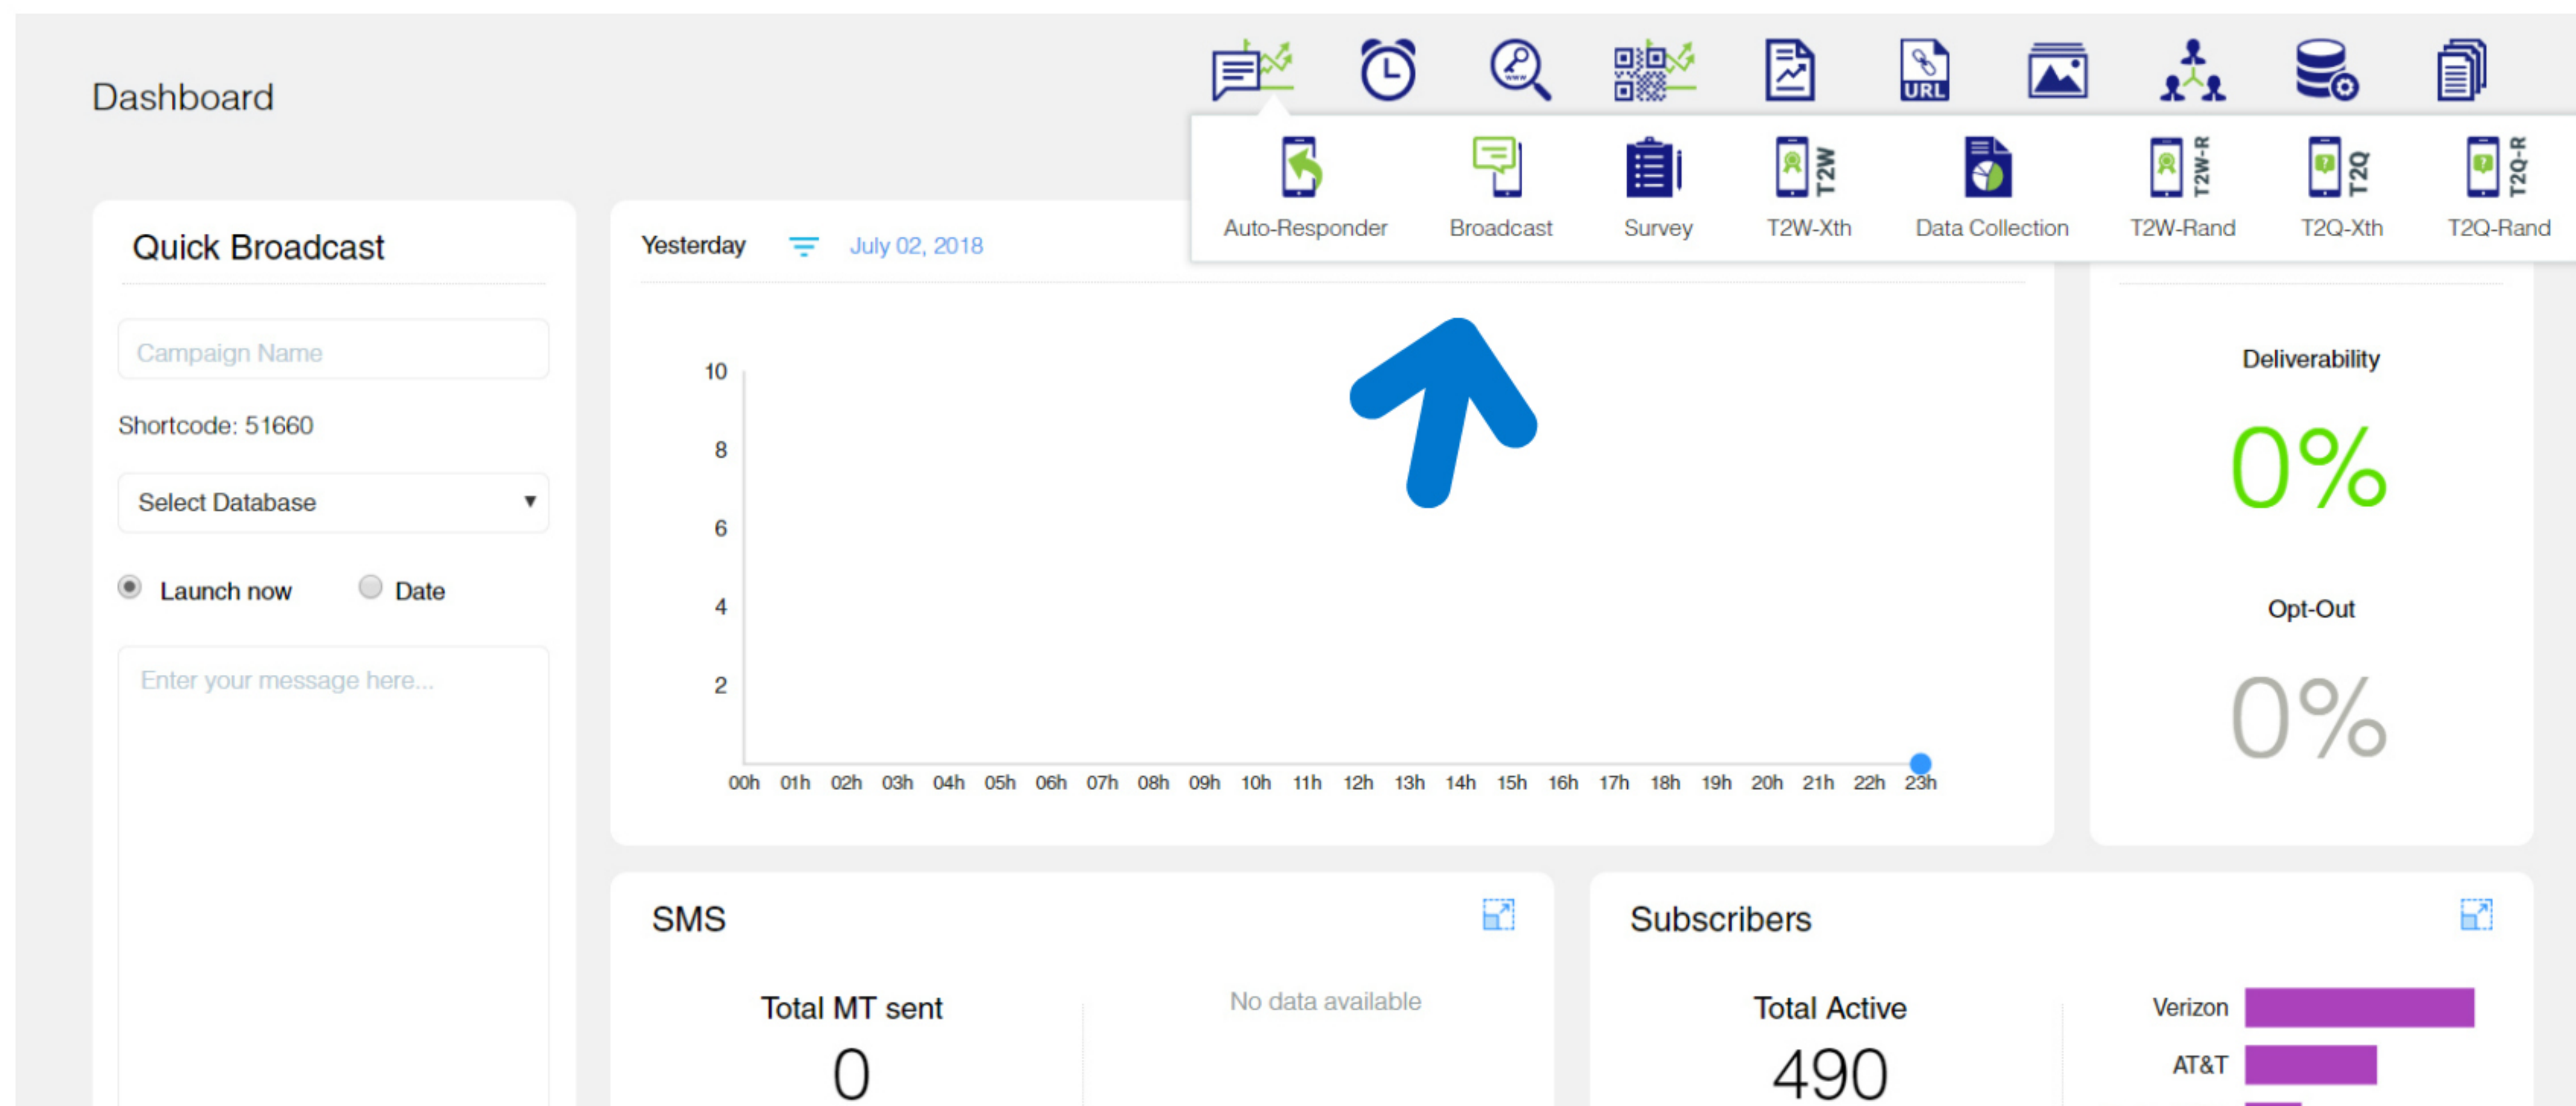 Dashboard
www
URL
T2W
T2W-R
T2Q
T2Q-R
Auto-Responder
Broadcast
Survey
T2W-Xth
Data Collection
T2W-Rand
T2Q-Xth
T2Q-Rand
Quick Broadcast
Campaign Name
Shortcode: 51660
Select Database
Launch now
Date
Enter your message here...
Yesterday
July 02, 2018
10
8
6
4
2
00h 01h 02h 03h 04h 05h 06h 07h 08h 09h 10h 11h 12h 13h 14h 15h 16h 17h 18h 19h 20h 21h 22h 23h
Deliverability
0%
Opt-Out
0%
SMS
Total MT sent
0
No data available
Subscribers
Total Active
490
Verizon
AT&T